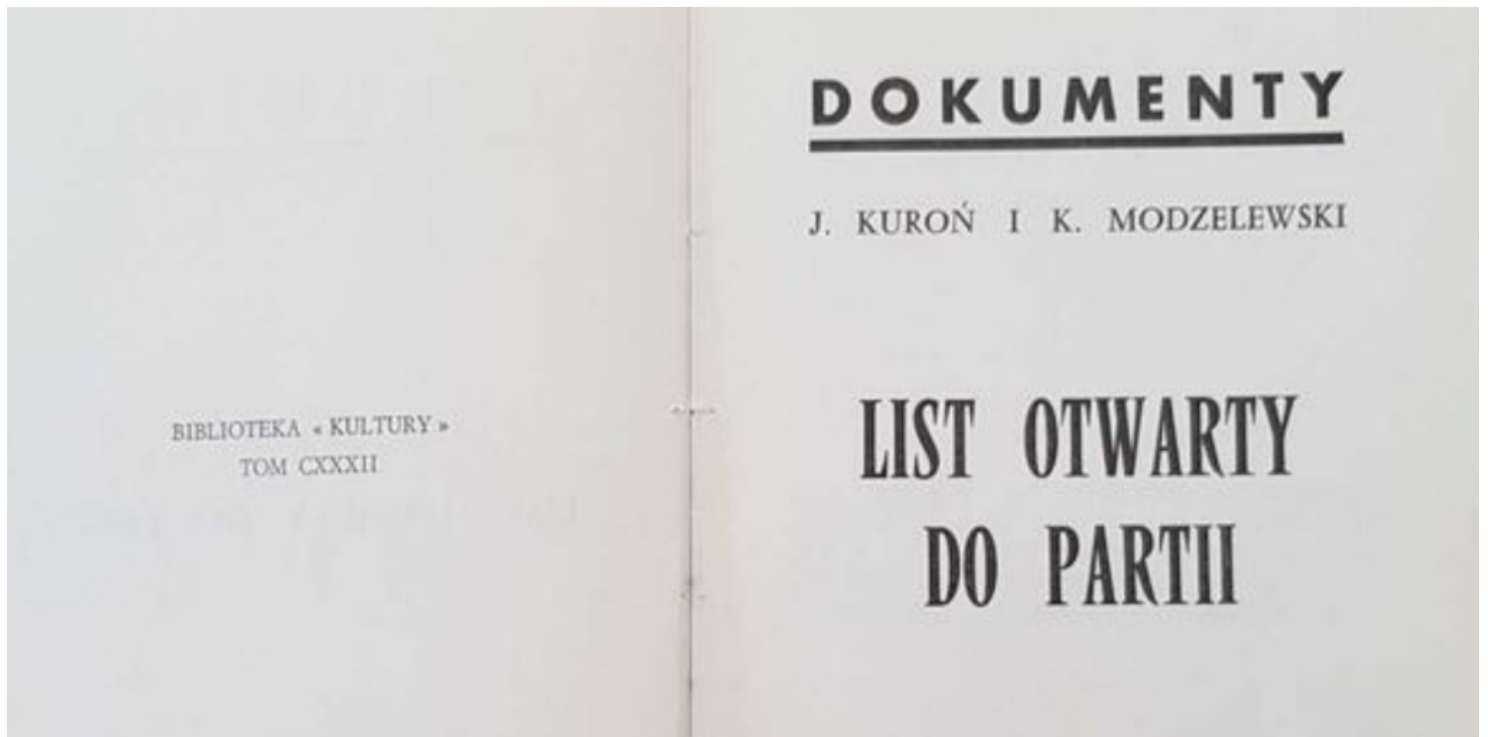 BIBLIOTEKA « KULTURY »
TOM CXXXII
DOKUMENTY
J. KUROŃ I K. MODZELEWSKI
LIST OTWARTY
DO PARTII